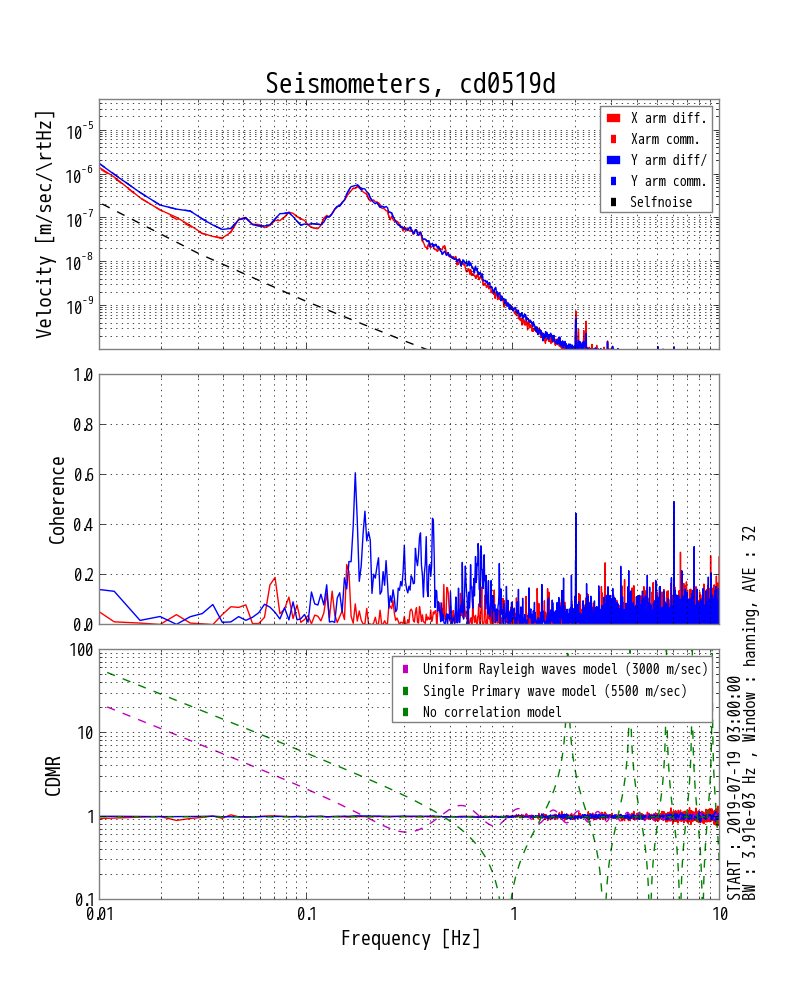 Seismometers, cd0519d
Velocity [m/sec/\rtHz]
10^-5
10^-6
10^-7
10^-8
10^-9
X arm diff.
Xarm comm.
Y arm diff/
Y arm comm.
Selfnoise
Coherence
1.0
0.8
0.6
0.4
0.2
0.0
CDMR
100
10
1
0.1
Uniform Rayleigh waves model (3000 m/sec)
Single Primary wave model (5500 m/sec)
No correlation model
0.01
0.1
1
10
Frequency [Hz]
START : 2019-07-19 03:00:00
BW : 3.91e-03 Hz , Window : hanning, AVE : 32